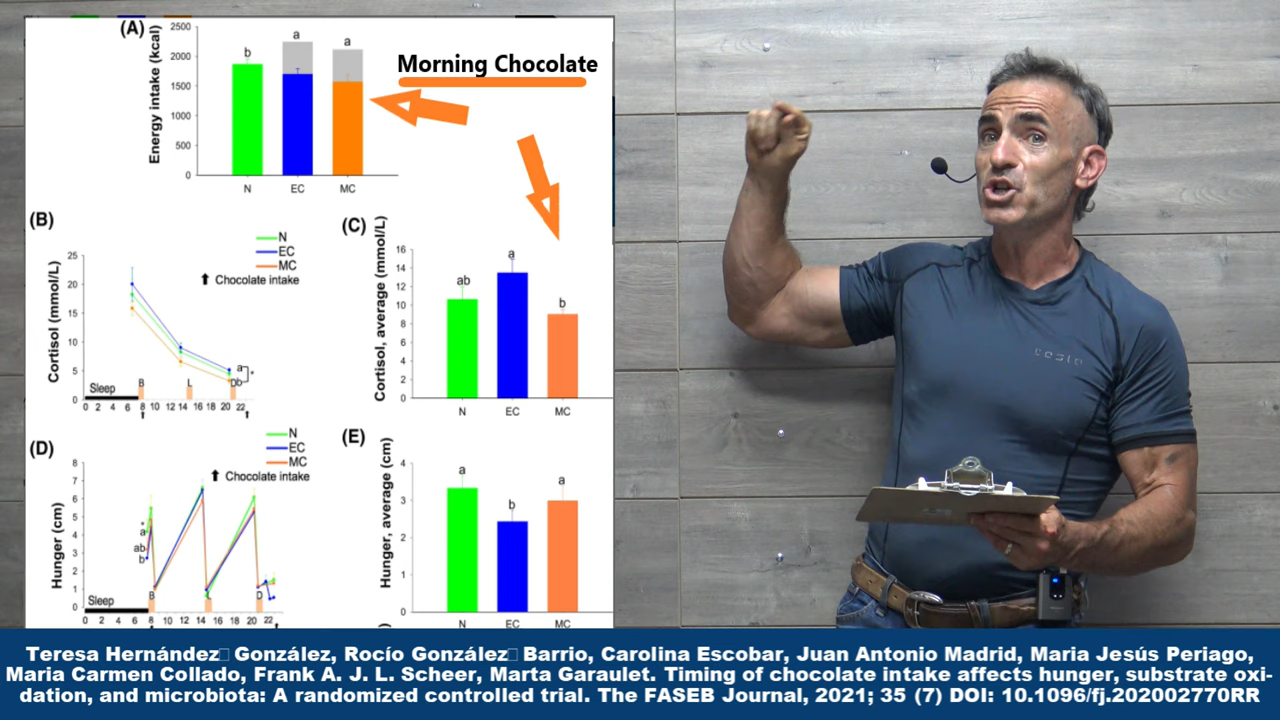 (A)
Energy intake (kcal)
2500
2000
1500
1000
500
0
b
a
a
N
EC
MC
Morning Chocolate
(B)
Cortisol (mmol/L)
25
20
15
10
5
0
N
EC
MC
Chocolate intake
a
*
b
Sleep
B
L
D
0 2 4 6 8 10 12 14 16 18 20 22
(C)
Cortisol, average (mmol/L)
16
14
12
10
8
6
4
2
0
ab
a
b
N
EC
MC
(D)
Hunger (cm)
8
7
6
5
4
3
2
1
0
N
EC
MC
Chocolate intake
*
a
ab
b
Sleep
B
L
D
0 2 4 6 8 10 12 14 16 18 20 22
(E)
Hunger, average (cm)
4
3
2
1
0
a
b
a
N
EC
MC
Teresa Hernández□ González, Rocío González□ Barrio, Carolina Escobar, Juan Antonio Madrid, Maria Jesús Periago,
Maria Carmen Collado, Frank A. J. L. Scheer, Marta Garaulet. Timing of chocolate intake affects hunger, substrate oxi-
dation, and microbiota: A randomized controlled trial. The FASEB Journal, 2021; 35 (7) DOI: 10.1096/fj.202002770RR